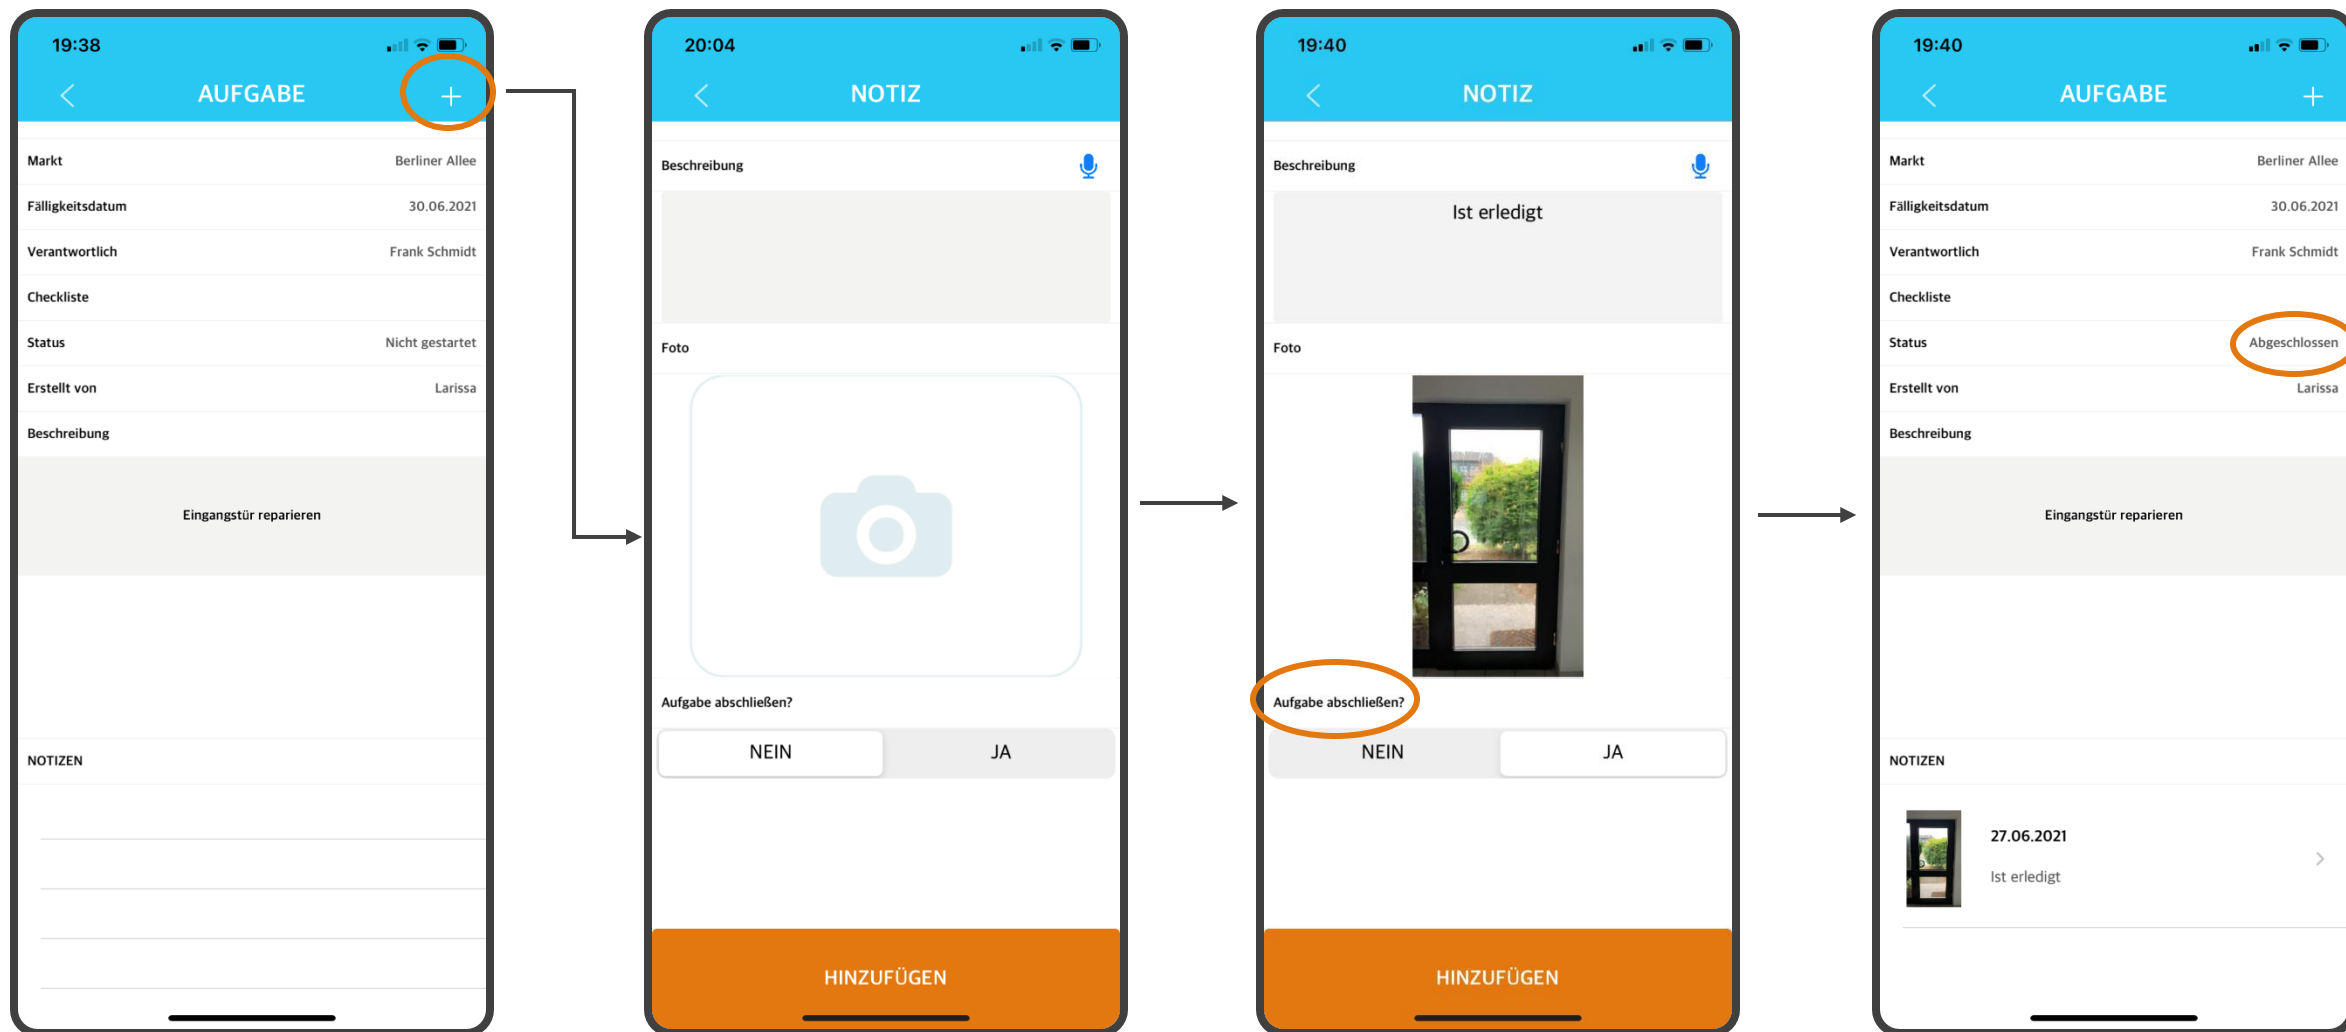 19:38
AUFGABE
Markt Berliner Allee
Fälligkeitsdatum 30.06.2021
Verantwortlich Frank Schmidt
Checkliste
Status Nicht gestartet
Erstellt von Larissa
Beschreibung
Eingangstür reparieren
NOTIZEN
20:04
NOTIZ
Beschreibung
Foto
Aufgabe abschließen?
NEIN JA
HINZUFÜGEN
19:40
NOTIZ
Beschreibung
Ist erledigt
Foto
Aufgabe abschließen?
NEIN JA
HINZUFÜGEN
19:40
AUFGABE
Markt Berliner Allee
Fälligkeitsdatum 30.06.2021
Verantwortlich Frank Schmidt
Checkliste
Status Abgeschlossen
Erstellt von Larissa
Beschreibung
Eingangstür reparieren
NOTIZEN
27.06.2021
Ist erledigt